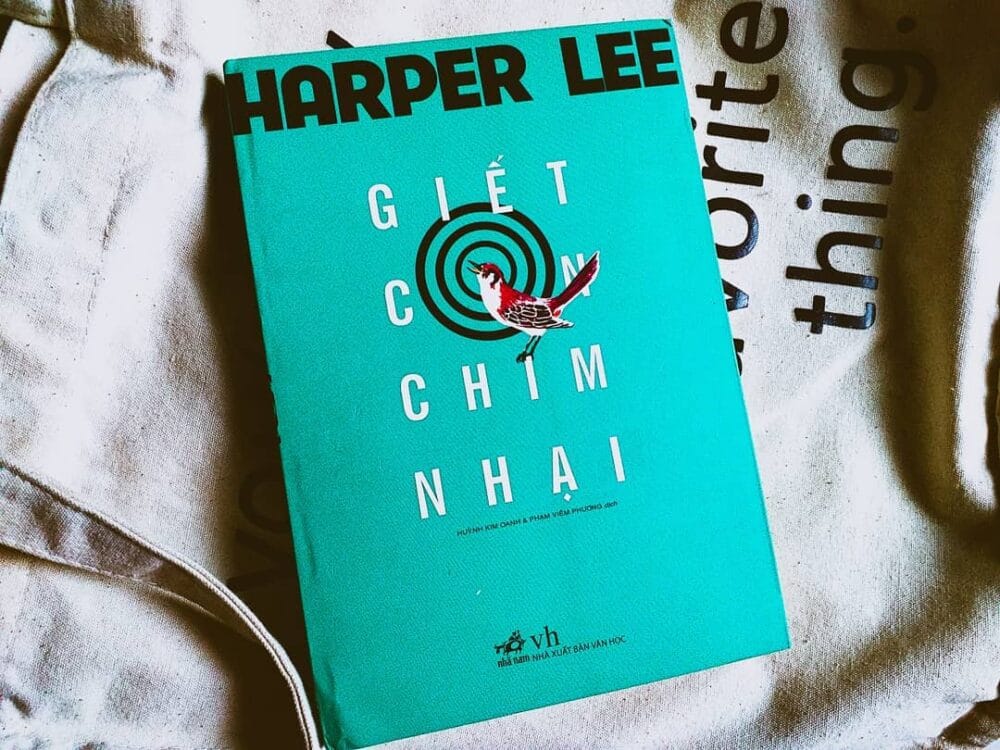 HARPER LEE
GIẾT
CON
CHIM
NHẠI
HUỲNH KIM OANH & PHẠM VIÊM PHƯƠNG dịch
vh
nhã nam NHÀ XUẤT BẢN VĂN HỌC
thing.